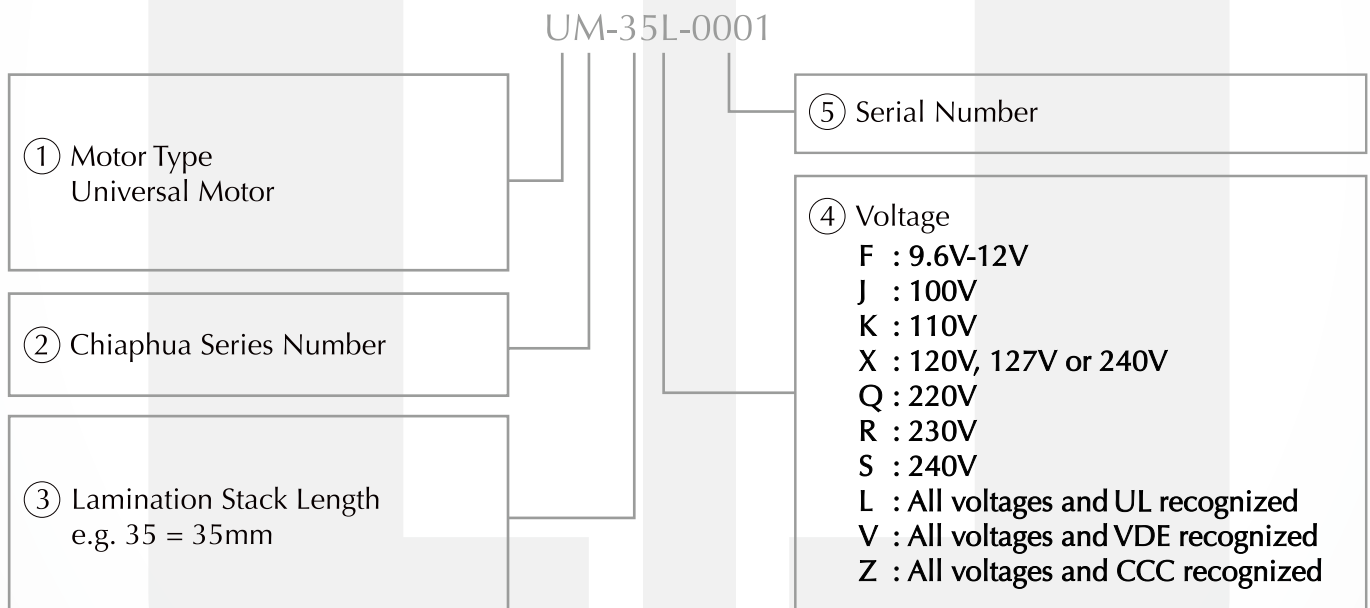 UM-35L-0001
① Motor Type
Universal Motor
② Chiaphua Series Number
③ Lamination Stack Length
e.g. 35 = 35mm
⑤ Serial Number
④ Voltage
F : 9.6V-12V
J : 100V
K : 110V
X : 120V, 127V or 240V
Q : 220V
R : 230V
S : 240V
L : All voltages and UL recognized
V : All voltages and VDE recognized
Z : All voltages and CCC recognized